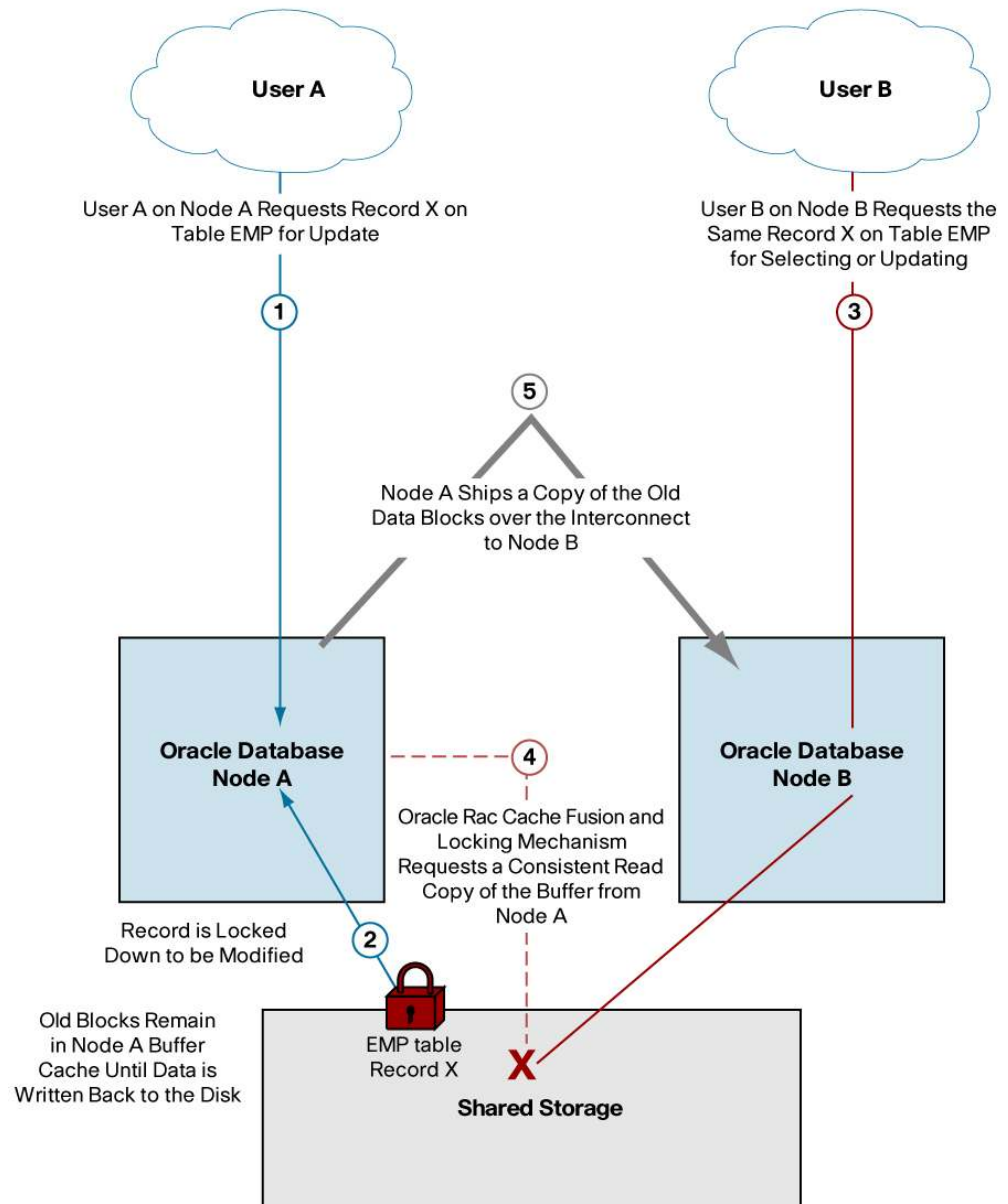 User A
User B
User A on Node A Requests Record X on
Table EMP for Update
User B on Node B Requests the
Same Record X on Table EMP
for Selecting or Updating
1
3
5
Node A Ships a Copy of the Old
Data Blocks over the Interconnect
to Node B
Oracle Database
Node A
4
Oracle Database
Node B
Oracle Rac Cache Fusion and
Locking Mechanism
Requests a Consistent Read
Copy of the Buffer from
Node A
Record is Locked
Down to be Modified
2
Old Blocks Remain
in Node A Buffer
Cache Until Data is
Written Back to the Disk
EMP table
Record X
X
Shared Storage